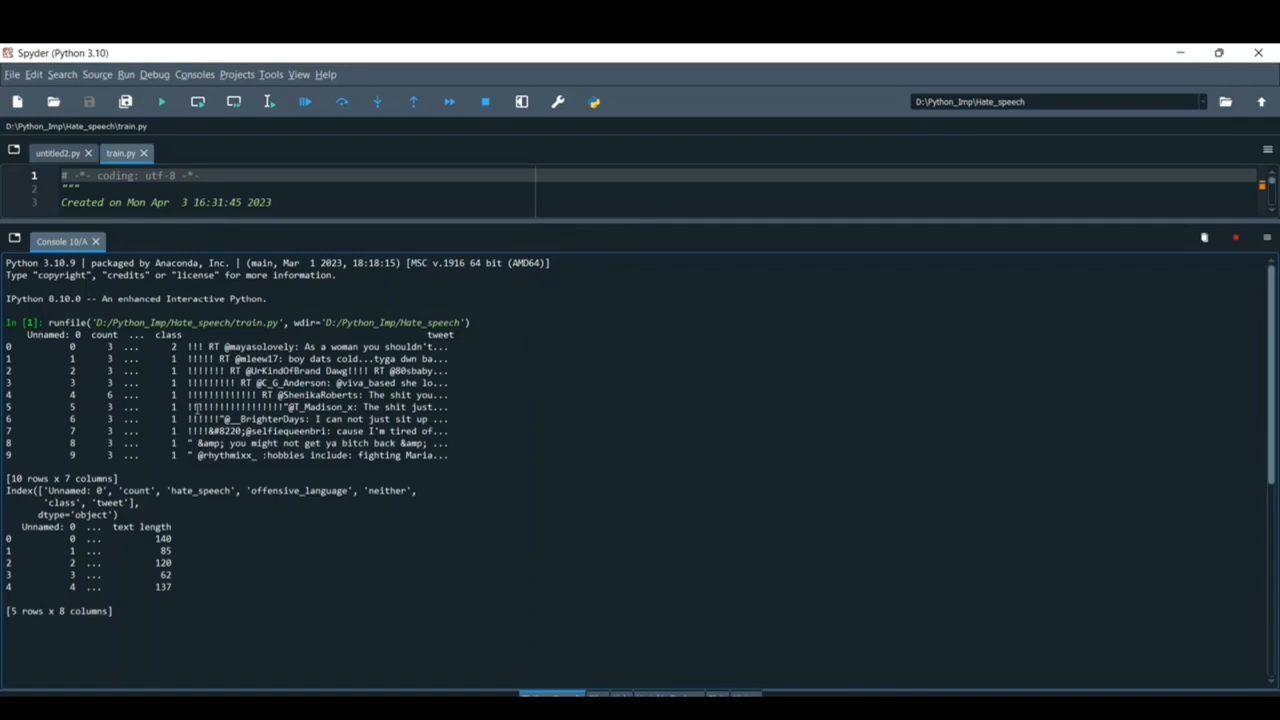 Spyder (Python 3.10)
File Edit Search Source Run Debug Consoles Projects Tools View Help
D:\Python_Imp\Hate_speech
D:\Python_Imp\Hate_speech\train.py
untitled2.py train.py
1 # -*- coding: utf-8 -*-
2 """
3 Created on Mon Apr 3 16:31:45 2023
Console 10/A
Python 3.10.9 | packaged by Anaconda, Inc. | (main, Mar 1 2023, 18:18:15) [MSC v.1916 64 bit (AMD64)]
Type "copyright", "credits" or "license" for more information.
IPython 8.10.0 -- An enhanced Interactive Python.
In [1]: runfile('D:/Python_Imp/Hate_speech/train.py', wdir='D:/Python_Imp/Hate_speech')
Unnamed: 0 count ... class tweet
0 0 3 ... 2 !!! RT @mayasolovely: As a woman you shouldn't...
1 1 3 ... 1 !!!!! RT @mleew17: boy dats cold...tyga dwn ba...
2 2 3 ... 1 !!!!!!! RT @UrKindOfBrand Dawg!!!! RT @80sbaby...
3 3 3 ... 1 !!!!!!!!! RT @C_G_Anderson: @viva_based she lo...
4 4 6 ... 1 !!!!!!!!!!!!! RT @ShenikaRoberts: The shit you...
5 5 3 ... 1 !!!!!!!!!!!!!!!!!!"@T_Madison_x: The shit just...
6 6 3 ... 1 !!!!!!"@__BrighterDays: I can not just sit up ...
7 7 3 ... 1 !!!!&#8220;@selfiequeenbri: cause I'm tired of...
8 8 3 ... 1 " &amp; you might not get ya bitch back &amp; ...
9 9 3 ... 1 " @rhythmixx_ :hobbies include: fighting Maria...
[10 rows x 7 columns]
Index(['Unnamed: 0', 'count', 'hate_speech', 'offensive_language', 'neither',
'class', 'tweet'],
dtype='object')
Unnamed: 0 ... text length
0 0 ... 140
1 1 ... 85
2 2 ... 120
3 3 ... 62
4 4 ... 137
[5 rows x 8 columns]